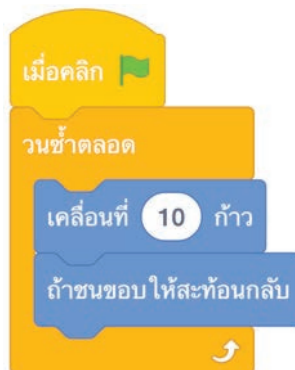 เมื่อคลิก
วนซ้ำตลอด
เคลื่อนที่ 10 ก้าว
ถ้าชนขอบ ให้สะท้อนกลับ